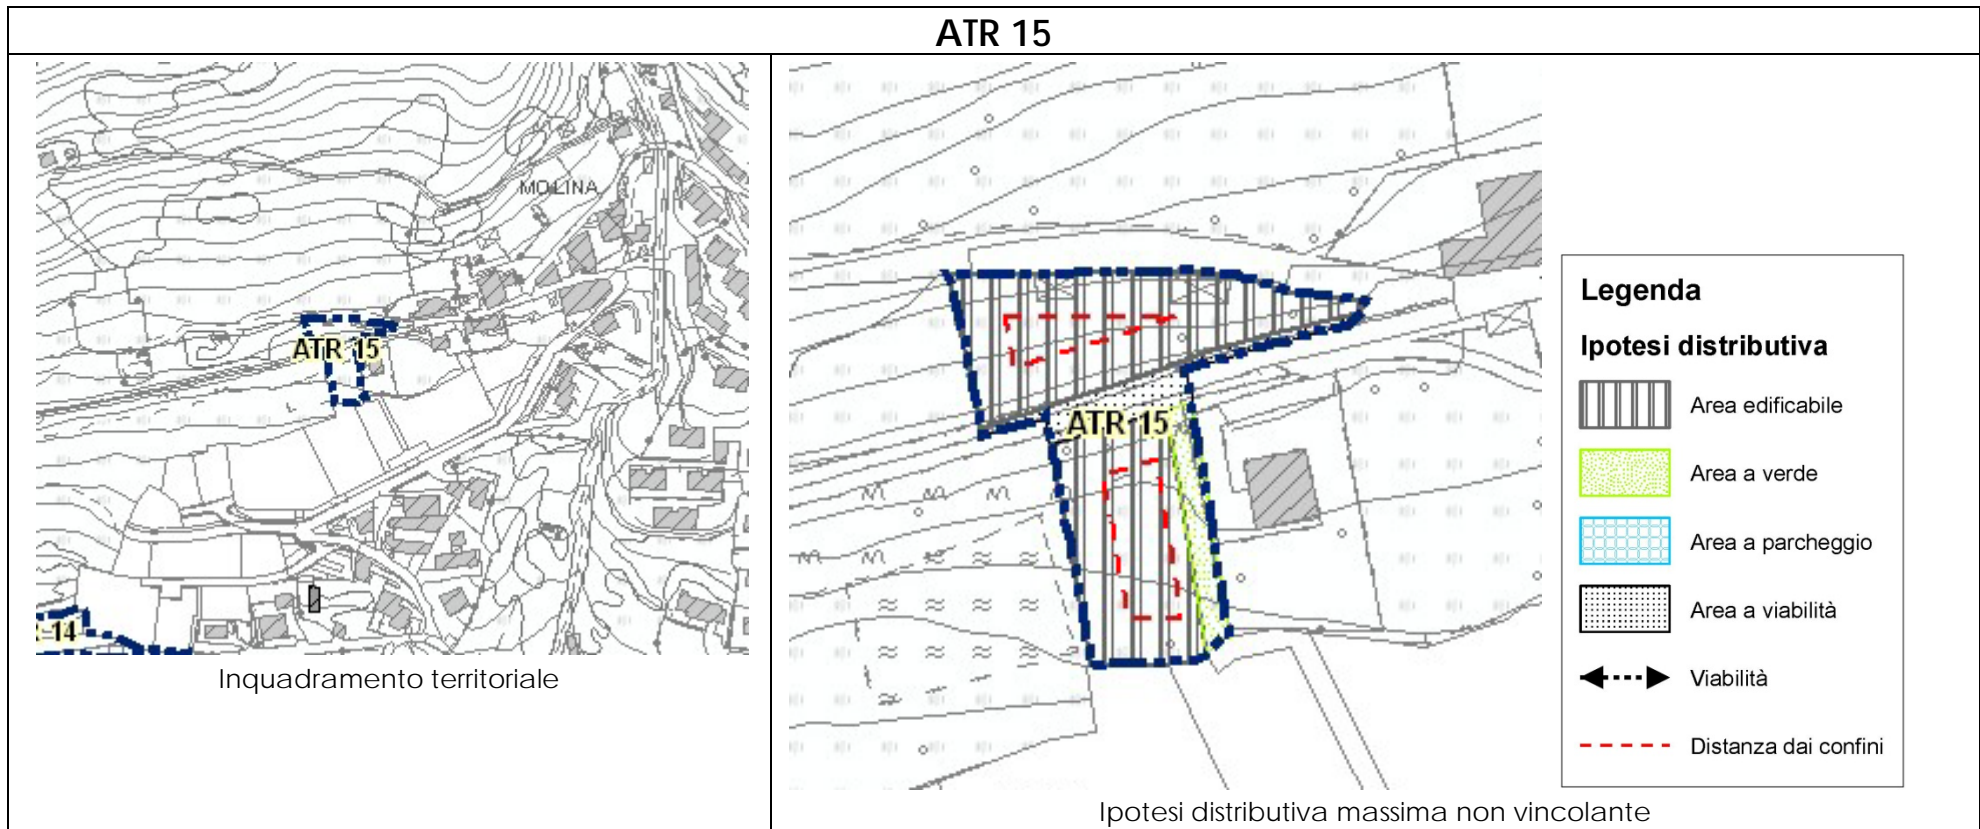 ATR 15
MOLINA
ATR 15
-14
Inquadramento territoriale
ATR 15
Ipotesi distributiva massima non vincolante
Legenda
Ipotesi distributiva
Area edificabile
Area a verde
Area a parcheggio
Area a viabilità
Viabilità
Distanza dai confini